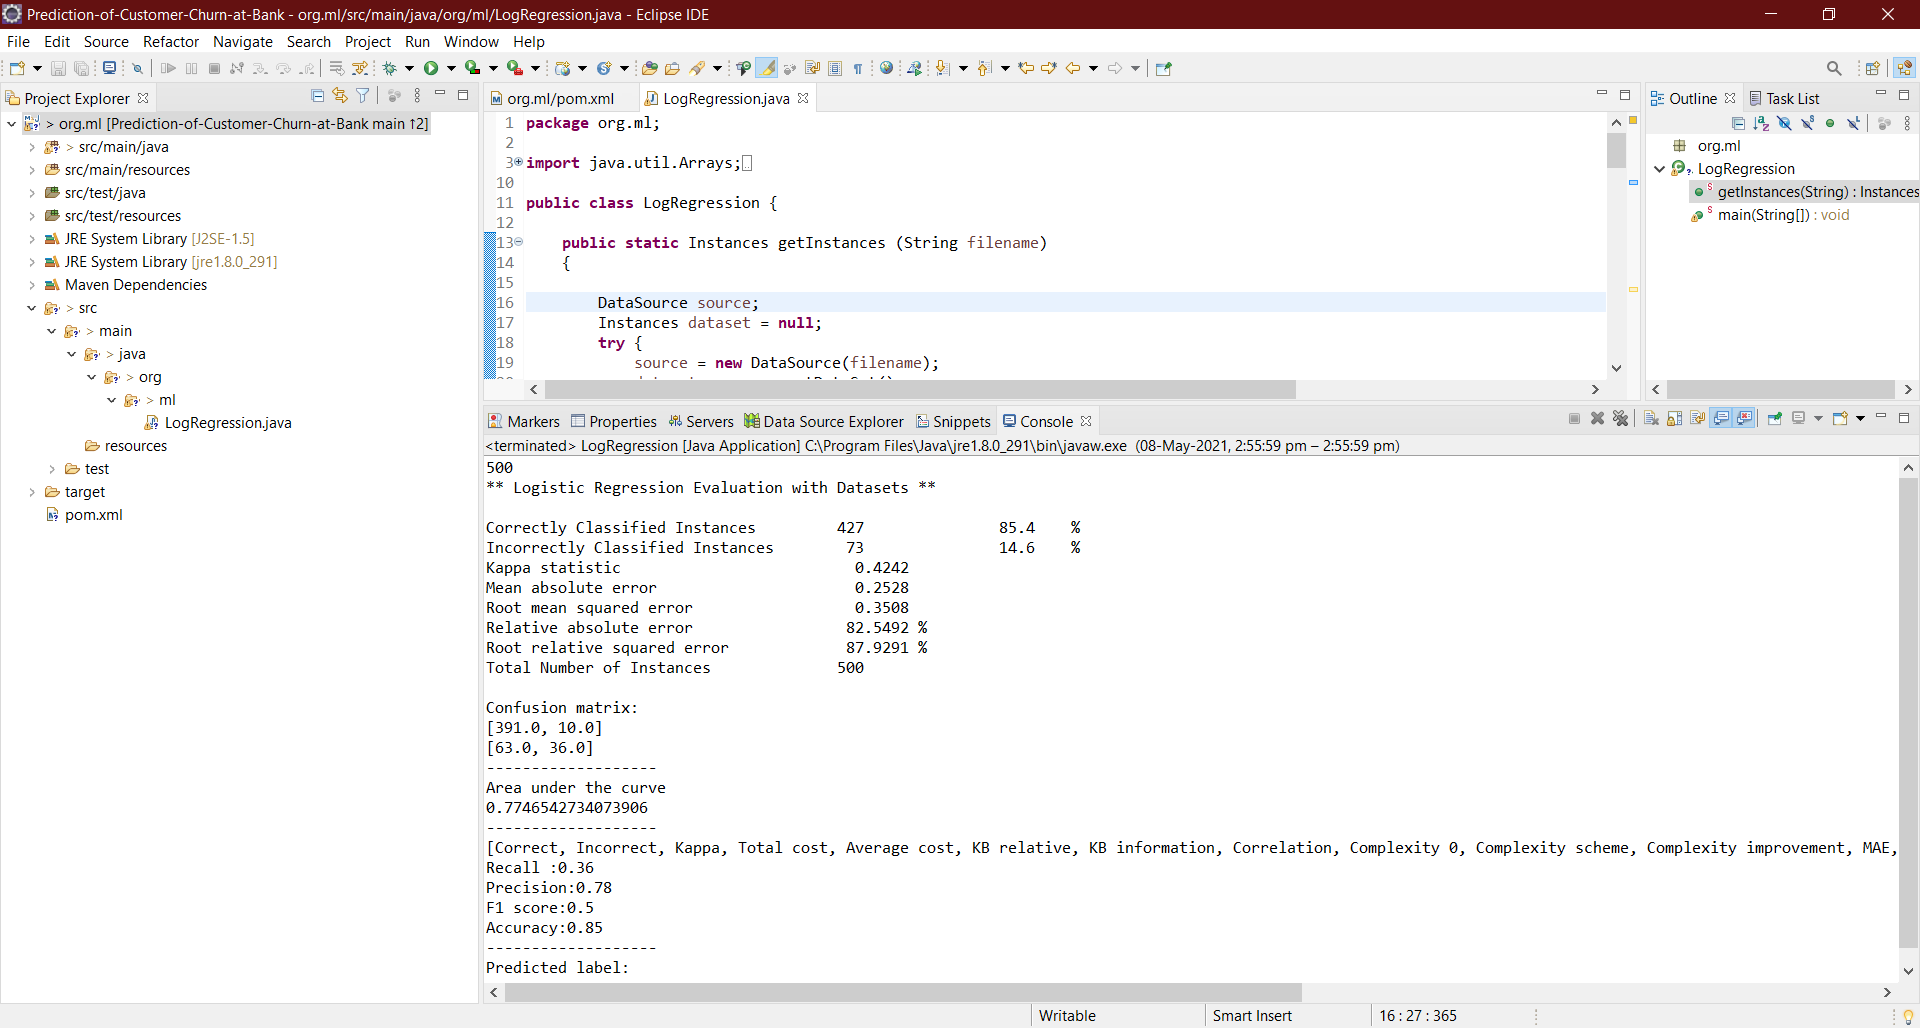 Prediction-of-Customer-Churn-at-Bank - org.ml/src/main/java/org/ml/LogRegression.java - Eclipse IDE
File Edit Source Refactor Navigate Search Project Run Window Help
Project Explorer
> org.ml [Prediction-of-Customer-Churn-at-Bank main ↑2]
> src/main/java
src/main/resources
src/test/java
src/test/resources
JRE System Library [J2SE-1.5]
JRE System Library [jre1.8.0_291]
Maven Dependencies
> src
> main
> java
> org
> ml
LogRegression.java
resources
test
target
pom.xml
org.ml/pom.xml LogRegression.java
1 package org.ml;
2
3 import java.util.Arrays;
10
11 public class LogRegression {
12
13 public static Instances getInstances (String filename)
14 {
15
16 DataSource source;
17 Instances dataset = null;
18 try {
19 source = new DataSource(filename);
Outline Task List
org.ml
LogRegression
getInstances(String) : Instances
main(String[]) : void
Markers Properties Servers Data Source Explorer Snippets Console
<terminated> LogRegression [Java Application] C:\Program Files\Java\jre1.8.0_291\bin\javaw.exe (08-May-2021, 2:55:59 pm – 2:55:59 pm)
500
** Logistic Regression Evaluation with Datasets **
Correctly Classified Instances 427 85.4 %
Incorrectly Classified Instances 73 14.6 %
Kappa statistic 0.4242
Mean absolute error 0.2528
Root mean squared error 0.3508
Relative absolute error 82.5492 %
Root relative squared error 87.9291 %
Total Number of Instances 500
Confusion matrix:
[391.0, 10.0]
[63.0, 36.0]
-------------------
Area under the curve
0.7746542734073906
-------------------
[Correct, Incorrect, Kappa, Total cost, Average cost, KB relative, KB information, Correlation, Complexity 0, Complexity scheme, Complexity improvement, MAE,
Recall :0.36
Precision:0.78
F1 score:0.5
Accuracy:0.85
-------------------
Predicted label:
Writable Smart Insert 16 : 27 : 365